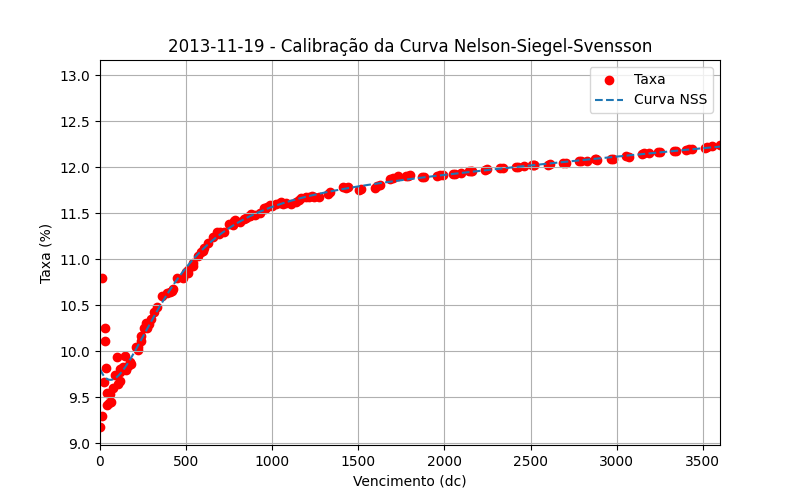 2013-11-19 - Calibração da Curva Nelson-Siegel-Svensson
Taxa
Curva NSS
Taxa (%)
13.0
12.5
12.0
11.5
11.0
10.5
10.0
9.5
9.0
0 500 1000 1500 2000 2500 3000 3500
Vencimento (dc)